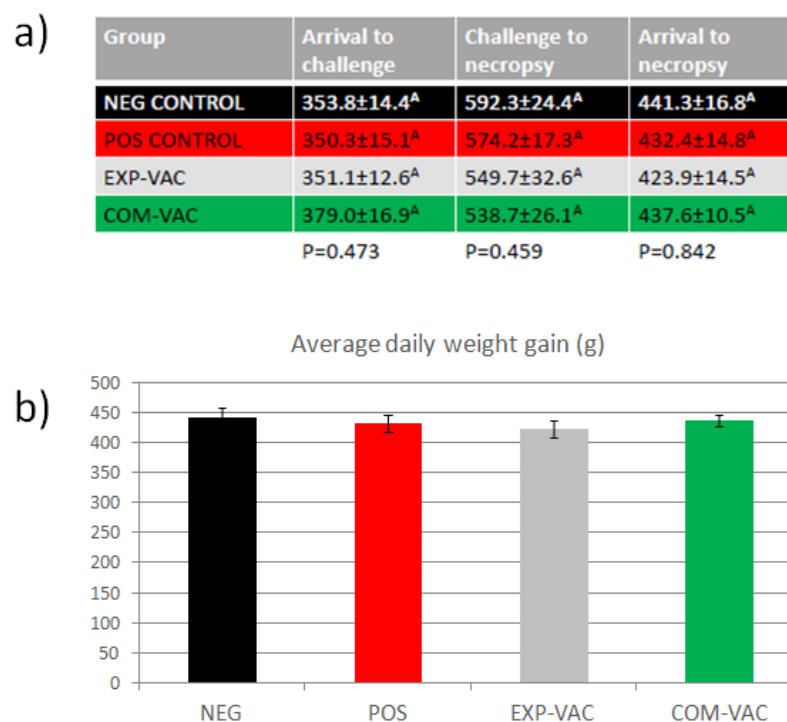 a)
Group Arrival to challenge Challenge to necropsy Arrival to necropsy
NEG CONTROL 353.8±14.4ᴬ 592.3±24.4ᴬ 441.3±16.8ᴬ
POS CONTROL 350.3±15.1ᴬ 574.2±17.3ᴬ 432.4±14.8ᴬ
EXP-VAC 351.1±12.6ᴬ 549.7±32.6ᴬ 423.9±14.5ᴬ
COM-VAC 379.0±16.9ᴬ 538.7±26.1ᴬ 437.6±10.5ᴬ
P=0.473 P=0.459 P=0.842
Average daily weight gain (g)
b)
500
450
400
350
300
250
200
150
100
50
0
NEG POS EXP-VAC COM-VAC